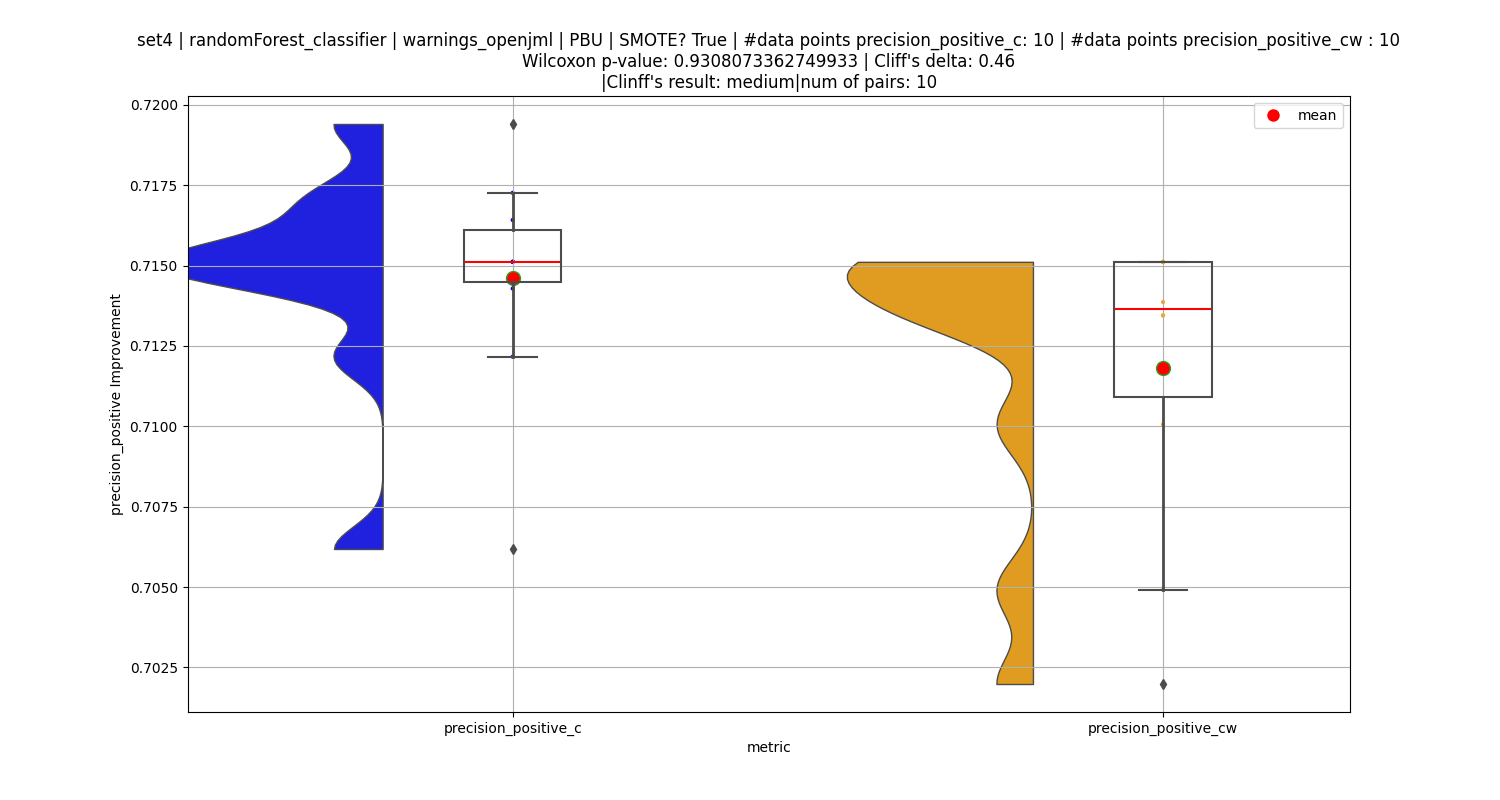 set4 | randomForest_classifier | warnings_openjml | PBU | SMOTE? True | #data points precision_positive_c: 10 | #data points precision_positive_cw : 10
Wilcoxon p-value: 0.9308073362749933 | Cliff's delta: 0.46
|Clinff's result: medium|num of pairs: 10
mean
precision_positive Improvement
0.7200
0.7175
0.7150
0.7125
0.7100
0.7075
0.7050
0.7025
precision_positive_c
precision_positive_cw
metric